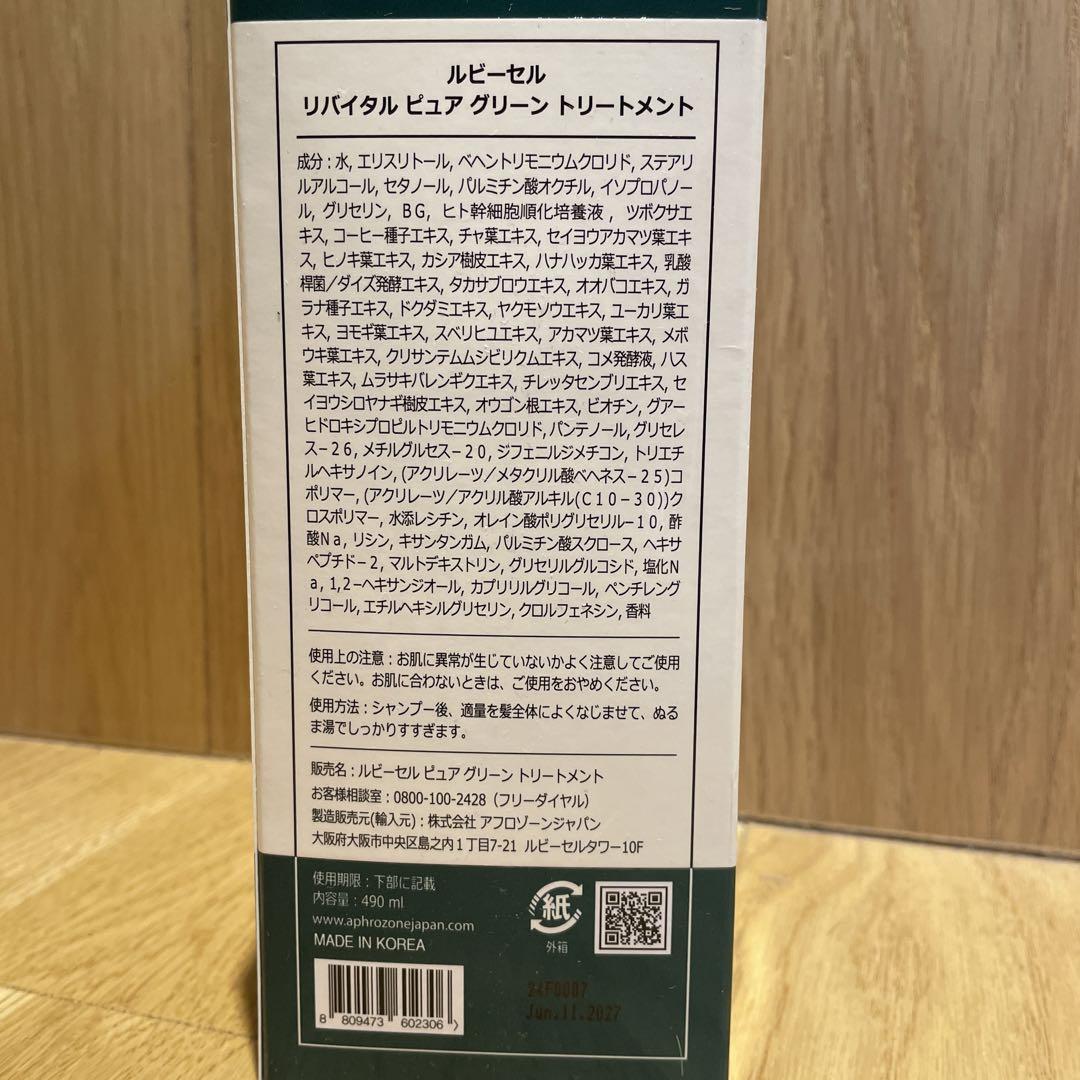 ルビーセル
リバイタル ピュア グリーン トリートメント
成分：水, エリスリトール, ベヘントリモニウムクロリド, ステアリ
ルアルコール, セタノール, パルミチン酸オクチル, イソプロパノー
ル, グリセリン, BG, ヒト幹細胞順化培養液, ツボクサエ
キス, コーヒー種子エキス, チャ葉エキス, セイヨウアカマツ葉エキ
ス, ヒノキ葉エキス, カシア樹皮エキス, ハナハッカ葉エキス, 乳酸
桿菌／ダイズ発酵エキス, タカサブロウエキス, オオバコエキス, ガ
ラナ種子エキス, ドクダミエキス, ヤクモソウエキス, ユーカリ葉エ
キス, ヨモギ葉エキス, スベリヒユエキス, アカマツ葉エキス, メボ
ウキ葉エキス, クリサンテムムシビリクムエキス, コメ発酵液, ハス
葉エキス, ムラサキバレンギクエキス, チレッタセンブリエキス, セ
イヨウシロヤナギ樹皮エキス, オウゴン根エキス, ビオチン, グアー
ヒドロキシプロピルトリモニウムクロリド, パンテノール, グリセレ
ス−26, メチルグルセス−20, ジフェニルジメチコン, トリエチ
ルヘキサノイン, (アクリレーツ／メタクリル酸ベヘネス−25)コ
ポリマー, (アクリレーツ／アクリル酸アルキル(C10−30))ク
ロスポリマー, 水添レシチン, オレイン酸ポリグリセリル−10, 酢
酸Na, リシン, キサンタンガム, パルミチン酸スクロース, ヘキサ
ペプチド−2, マルトデキストリン, グリセリルグルコシド, 塩化N
a, 1,2−ヘキサンジオール, カプリリルグリコール, ペンチレング
リコール, エチルヘキシルグリセリン, クロルフェネシン, 香料
使用上の注意：お肌に異常が生じていないかよく注意してご使用
ください。お肌に合わないときは、ご使用をおやめください。
使用方法：シャンプー後、適量を髪全体によくなじませて、ぬる
ま湯でしっかりすすぎます。
販売名：ルビーセル ピュア グリーン トリートメント
お客様相談室：0800-100-2428（フリーダイヤル）
製造販売元(輸入元)：株式会社 アフロゾーンジャパン
大阪府大阪市中央区島之内1丁目7-21 ルビーセルタワー10F
使用期限：下部に記載
内容量：490 ml
www.aphrozonejapan.com
MADE IN KOREA
紙
外箱
8 809473 602306
24F0007
Jun.11.2027